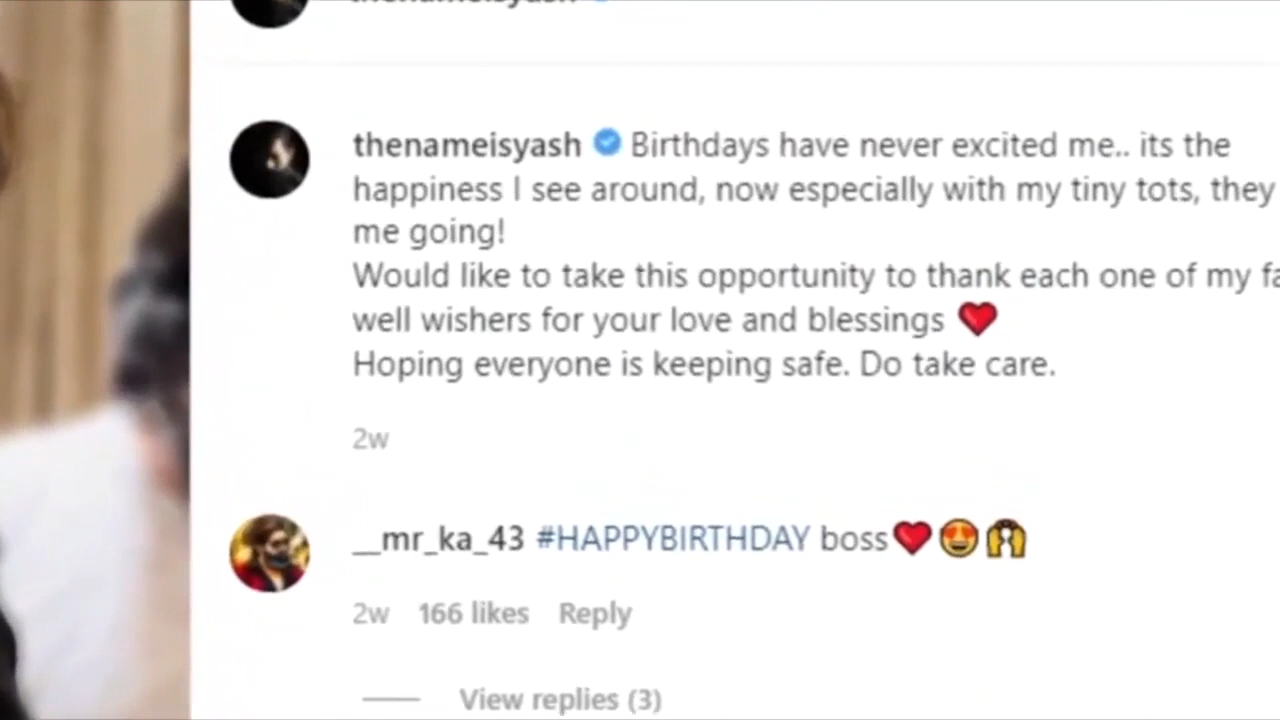 thenameisyash
thenameisyash Birthdays have never excited me.. its the
happiness I see around, now especially with my tiny tots, they
me going!
Would like to take this opportunity to thank each one of my fa
well wishers for your love and blessings ❤️
Hoping everyone is keeping safe. Do take care.
2w
__mr_ka_43 #HAPPYBIRTHDAY boss❤️😍🙌
2w 166 likes Reply
View replies (3)